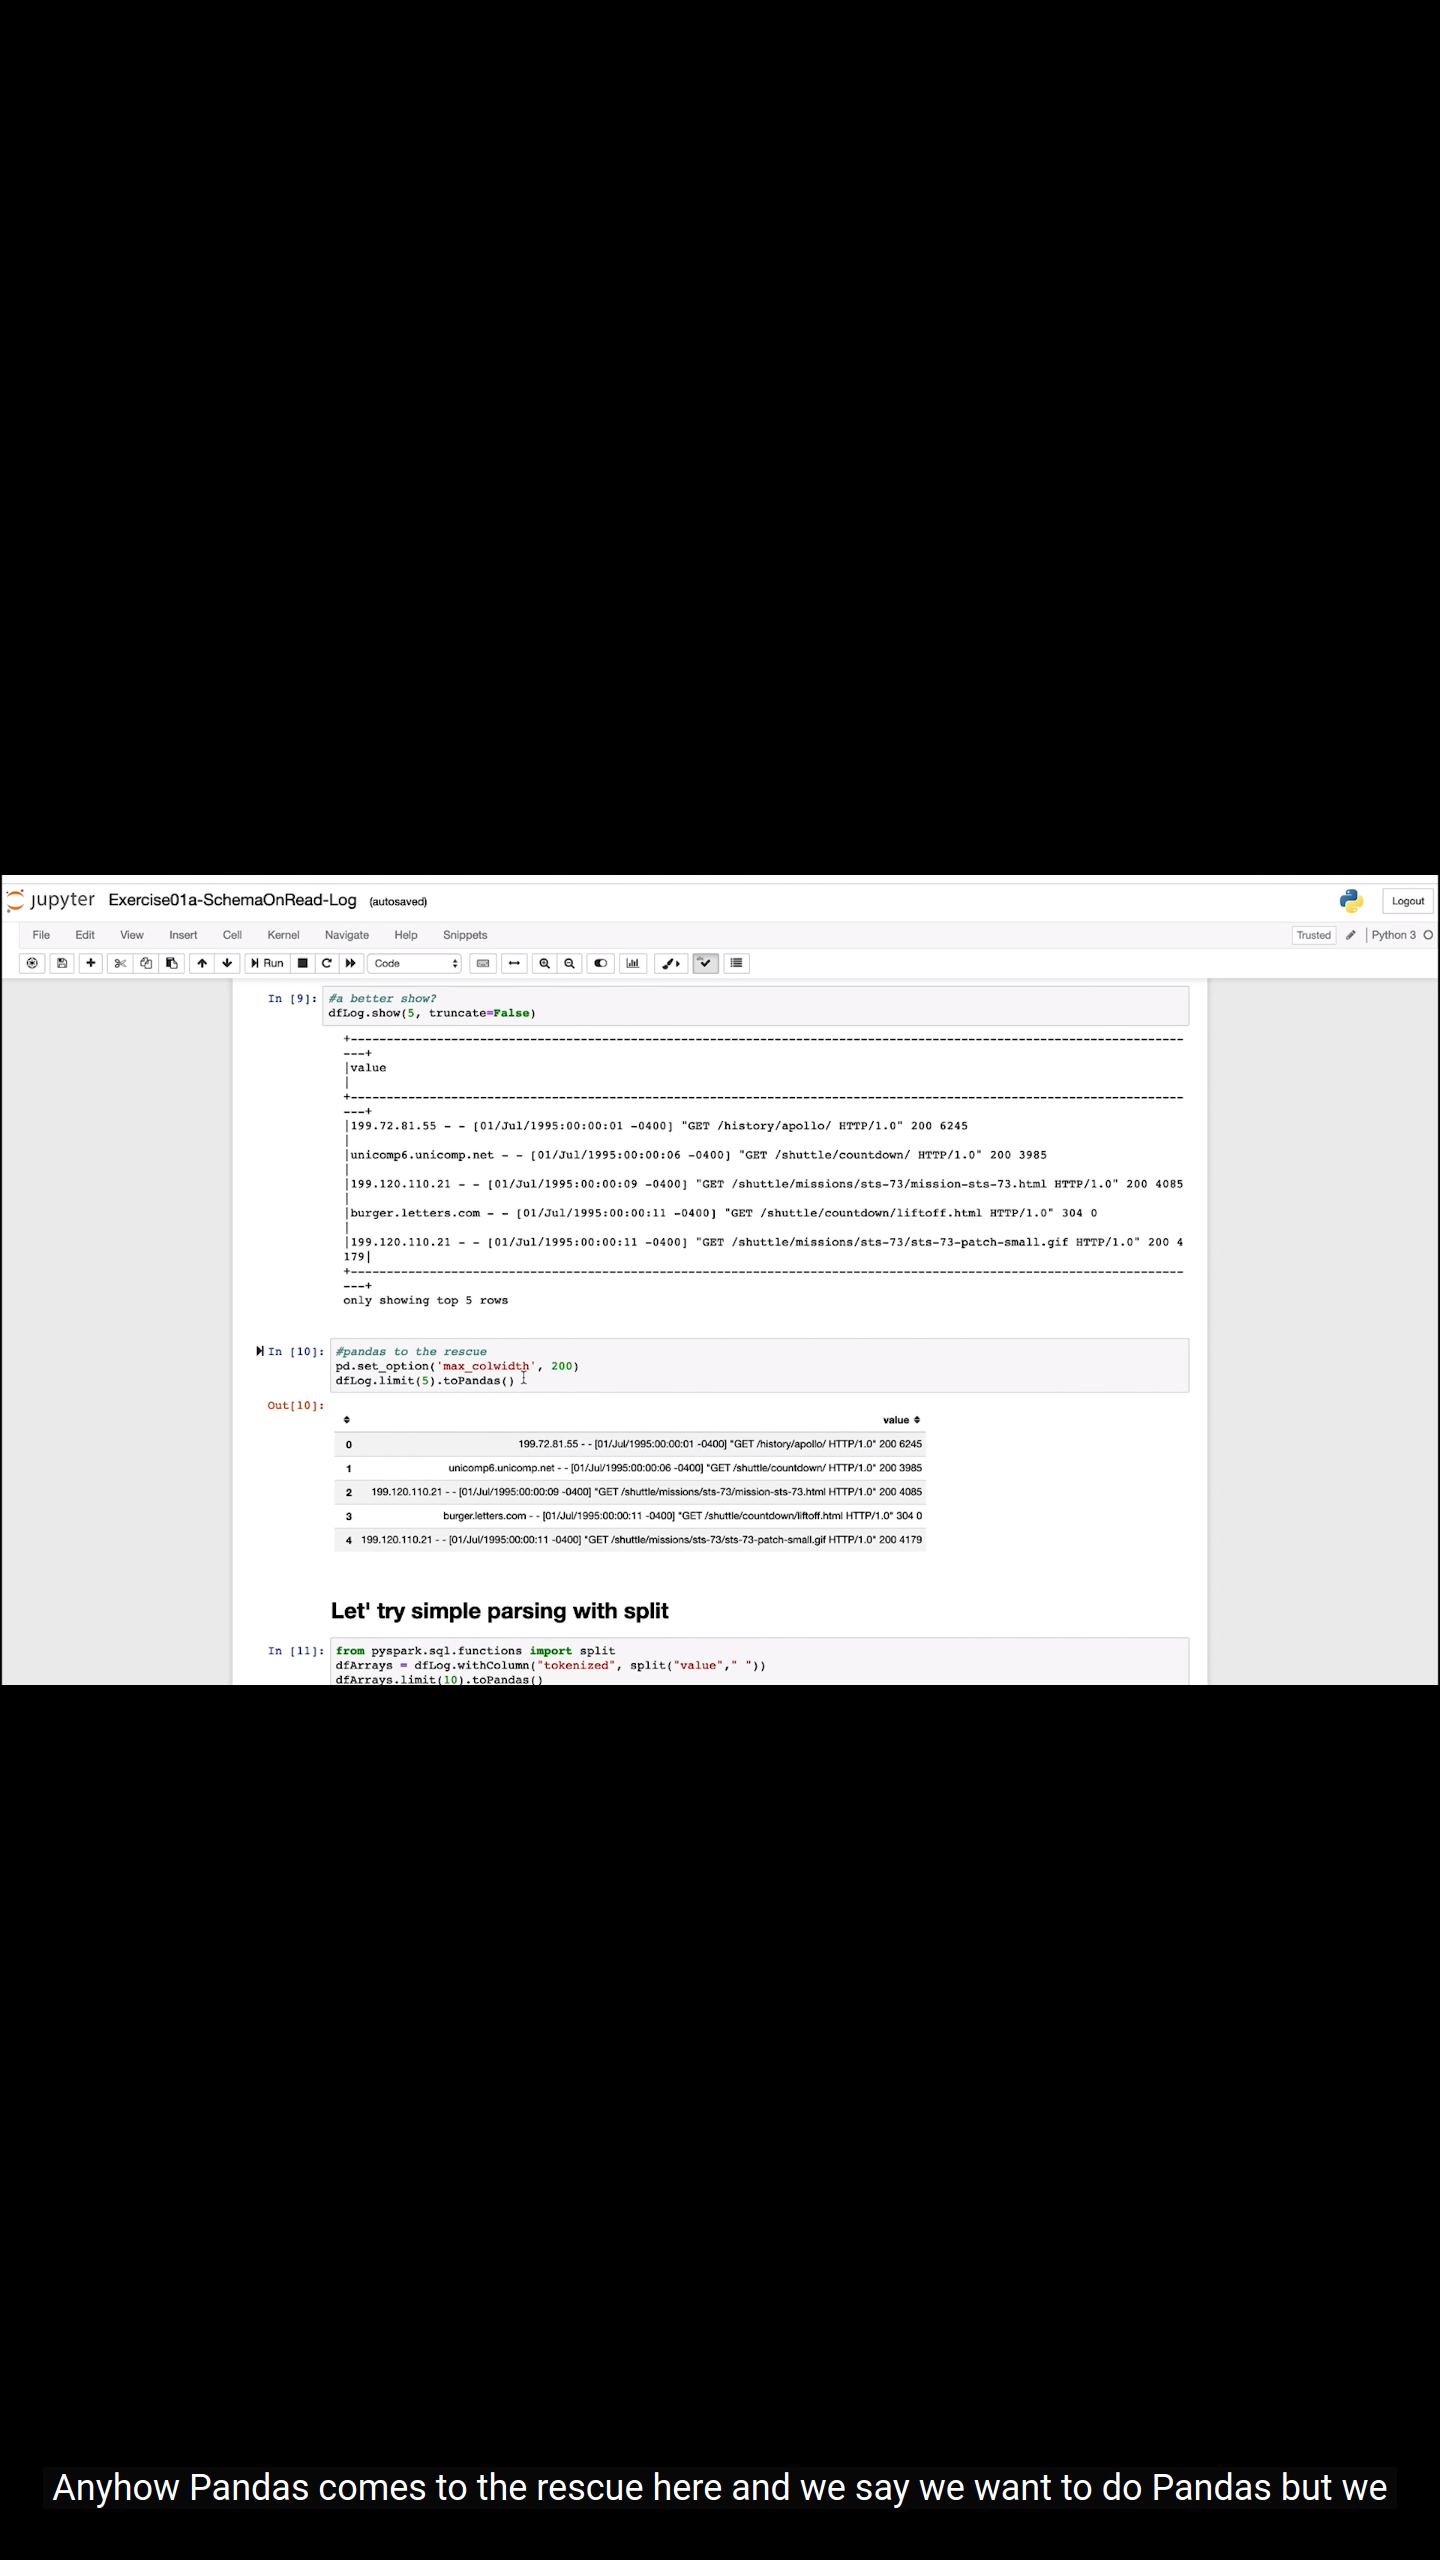 jupyter Exercise01a-SchemaOnRead-Log (autosaved) Logout
File Edit View Insert Cell Kernel Navigate Help Snippets Trusted Python 3
Run Code
In [9]: #a better show?
dfLog.show(5, truncate=False)
+--------------------------------------------------------------------------------------------------------------------
---+
|value
|
+--------------------------------------------------------------------------------------------------------------------
---+
|199.72.81.55 - - [01/Jul/1995:00:00:01 -0400] "GET /history/apollo/ HTTP/1.0" 200 6245
|
|unicomp6.unicomp.net - - [01/Jul/1995:00:00:06 -0400] "GET /shuttle/countdown/ HTTP/1.0" 200 3985
|
|199.120.110.21 - - [01/Jul/1995:00:00:09 -0400] "GET /shuttle/missions/sts-73/mission-sts-73.html HTTP/1.0" 200 4085
|
|burger.letters.com - - [01/Jul/1995:00:00:11 -0400] "GET /shuttle/countdown/liftoff.html HTTP/1.0" 304 0
|
|199.120.110.21 - - [01/Jul/1995:00:00:11 -0400] "GET /shuttle/missions/sts-73/sts-73-patch-small.gif HTTP/1.0" 200 4
179|
+--------------------------------------------------------------------------------------------------------------------
---+
only showing top 5 rows
In [10]: #pandas to the rescue
pd.set_option('max_colwidth', 200)
dfLog.limit(5).toPandas()
Out[10]:
value
0 199.72.81.55 - - [01/Jul/1995:00:00:01 -0400] "GET /history/apollo/ HTTP/1.0" 200 6245
1 unicomp6.unicomp.net - - [01/Jul/1995:00:00:06 -0400] "GET /shuttle/countdown/ HTTP/1.0" 200 3985
2 199.120.110.21 - - [01/Jul/1995:00:00:09 -0400] "GET /shuttle/missions/sts-73/mission-sts-73.html HTTP/1.0" 200 4085
3 burger.letters.com - - [01/Jul/1995:00:00:11 -0400] "GET /shuttle/countdown/liftoff.html HTTP/1.0" 304 0
4 199.120.110.21 - - [01/Jul/1995:00:00:11 -0400] "GET /shuttle/missions/sts-73/sts-73-patch-small.gif HTTP/1.0" 200 4179
Let' try simple parsing with split
In [11]: from pyspark.sql.functions import split
dfArrays = dfLog.withColumn("tokenized", split("value"," "))
dfArrays.limit(10).toPandas()
Anyhow Pandas comes to the rescue here and we say we want to do Pandas but we